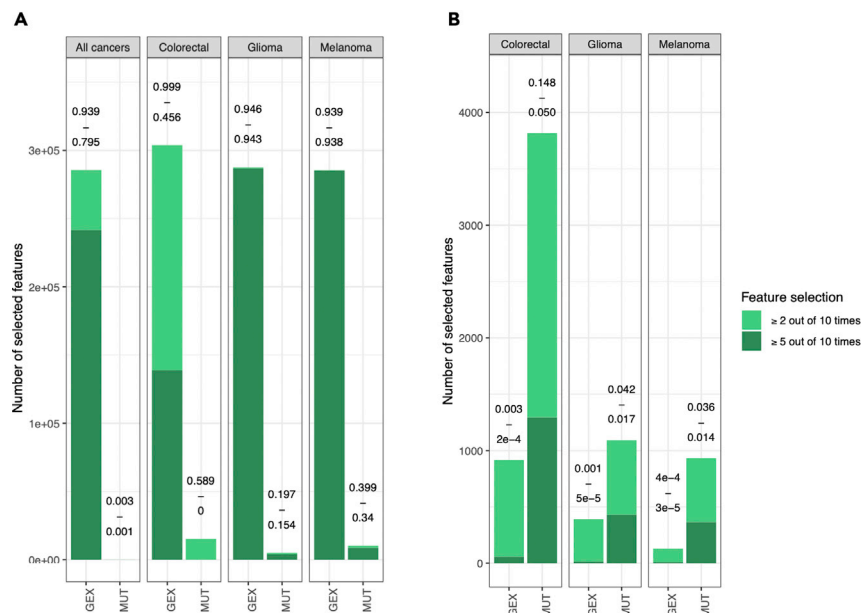 A
All cancers
Colorectal
Glioma
Melanoma
Number of selected features
3e+05
2e+05
1e+05
0e+00
0.939
–
0.795
0.003
–
0.001
0.999
–
0.456
0.589
–
0
0.946
–
0.943
0.197
–
0.154
0.939
–
0.938
0.399
–
0.34
GEX
MUT
GEX
MUT
GEX
MUT
GEX
MUT
B
Colorectal
Glioma
Melanoma
Number of selected features
4000
3000
2000
1000
0
0.003
–
2e−4
0.148
–
0.050
0.001
–
5e−5
0.042
–
0.017
4e−4
–
3e−5
0.036
–
0.014
GEX
MUT
GEX
MUT
GEX
MUT
Feature selection
≥ 2 out of 10 times
≥ 5 out of 10 times